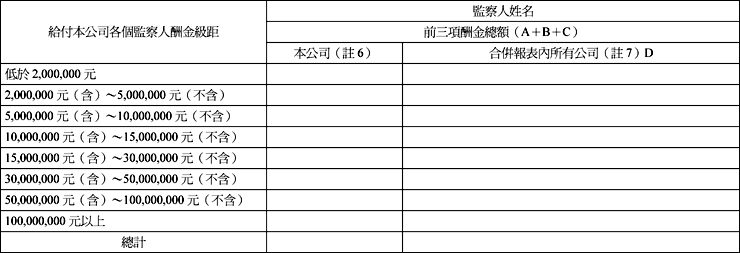 給付本公司各個監察人酬金級距
監察人姓名
前三項酬金總額（A＋B＋C）
本公司（註6）
合併報表內所有公司（註7）D
低於 2,000,000 元
2,000,000 元（含）～5,000,000 元（不含）
5,000,000 元（含）～10,000,000 元（不含）
10,000,000 元（含）～15,000,000 元（不含）
15,000,000 元（含）～30,000,000 元（不含）
30,000,000 元（含）～50,000,000 元（不含）
50,000,000 元（含）～100,000,000 元（不含）
100,000,000 元以上
總計